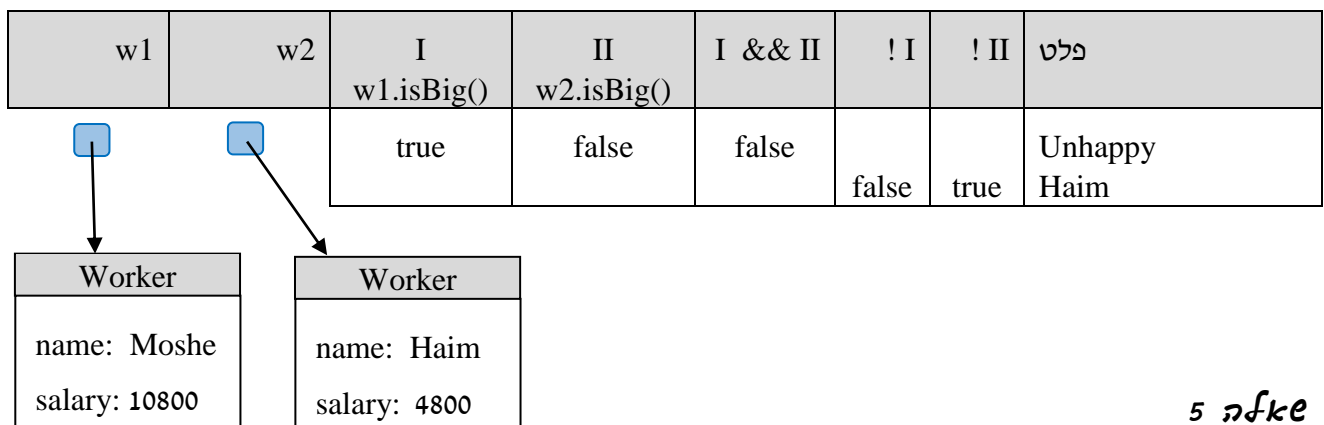 w1 w2 I II I && II ! I ! II פלט
w1.isBig() w2.isBig()
true false false Unhappy
false true Haim
Worker Worker
name: Moshe name: Haim
salary: 10800 salary: 4800
שאלה 5